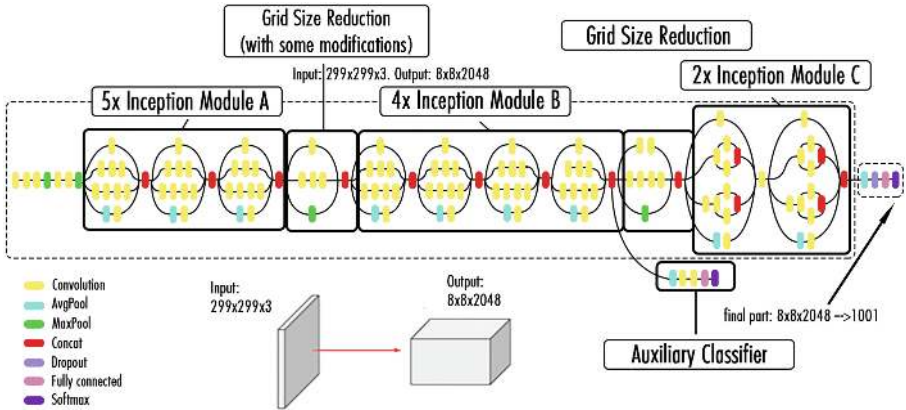 Grid Size Reduction
(with some modifications)
Grid Size Reduction
Input: 299x299x3. Output: 8x8x2048
5x Inception Module A
4x Inception Module B
2x Inception Module C
Convolution
AvgPool
MaxPool
Concat
Dropout
Fully connected
Softmax
Input:
299x299x3
Output:
8x8x2048
final part: 8x8x2048 -->1001
Auxiliary Classifier